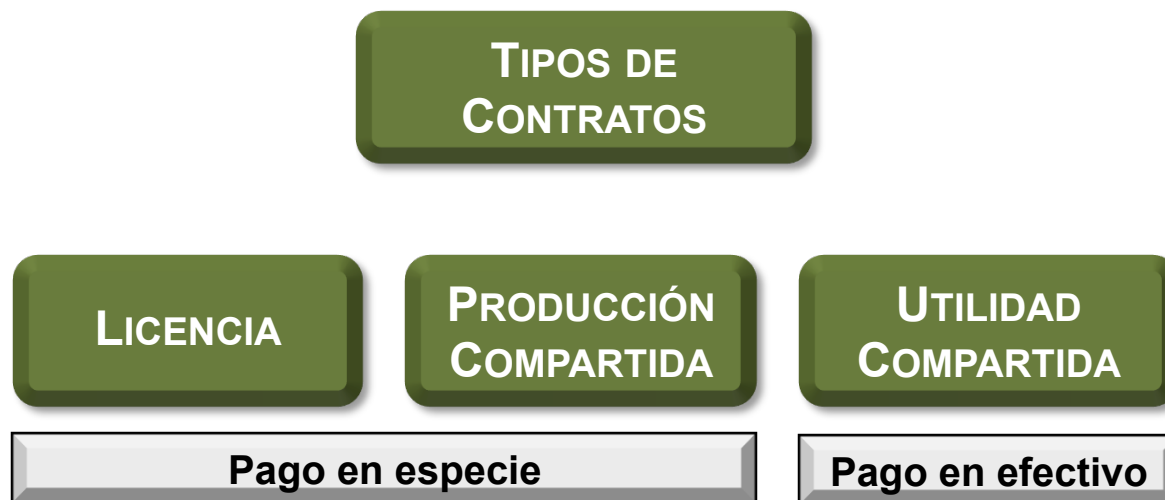 TIPOS DE
CONTRATOS
LICENCIA
PRODUCCIÓN
COMPARTIDA
UTILIDAD
COMPARTIDA
Pago en especie
Pago en efectivo